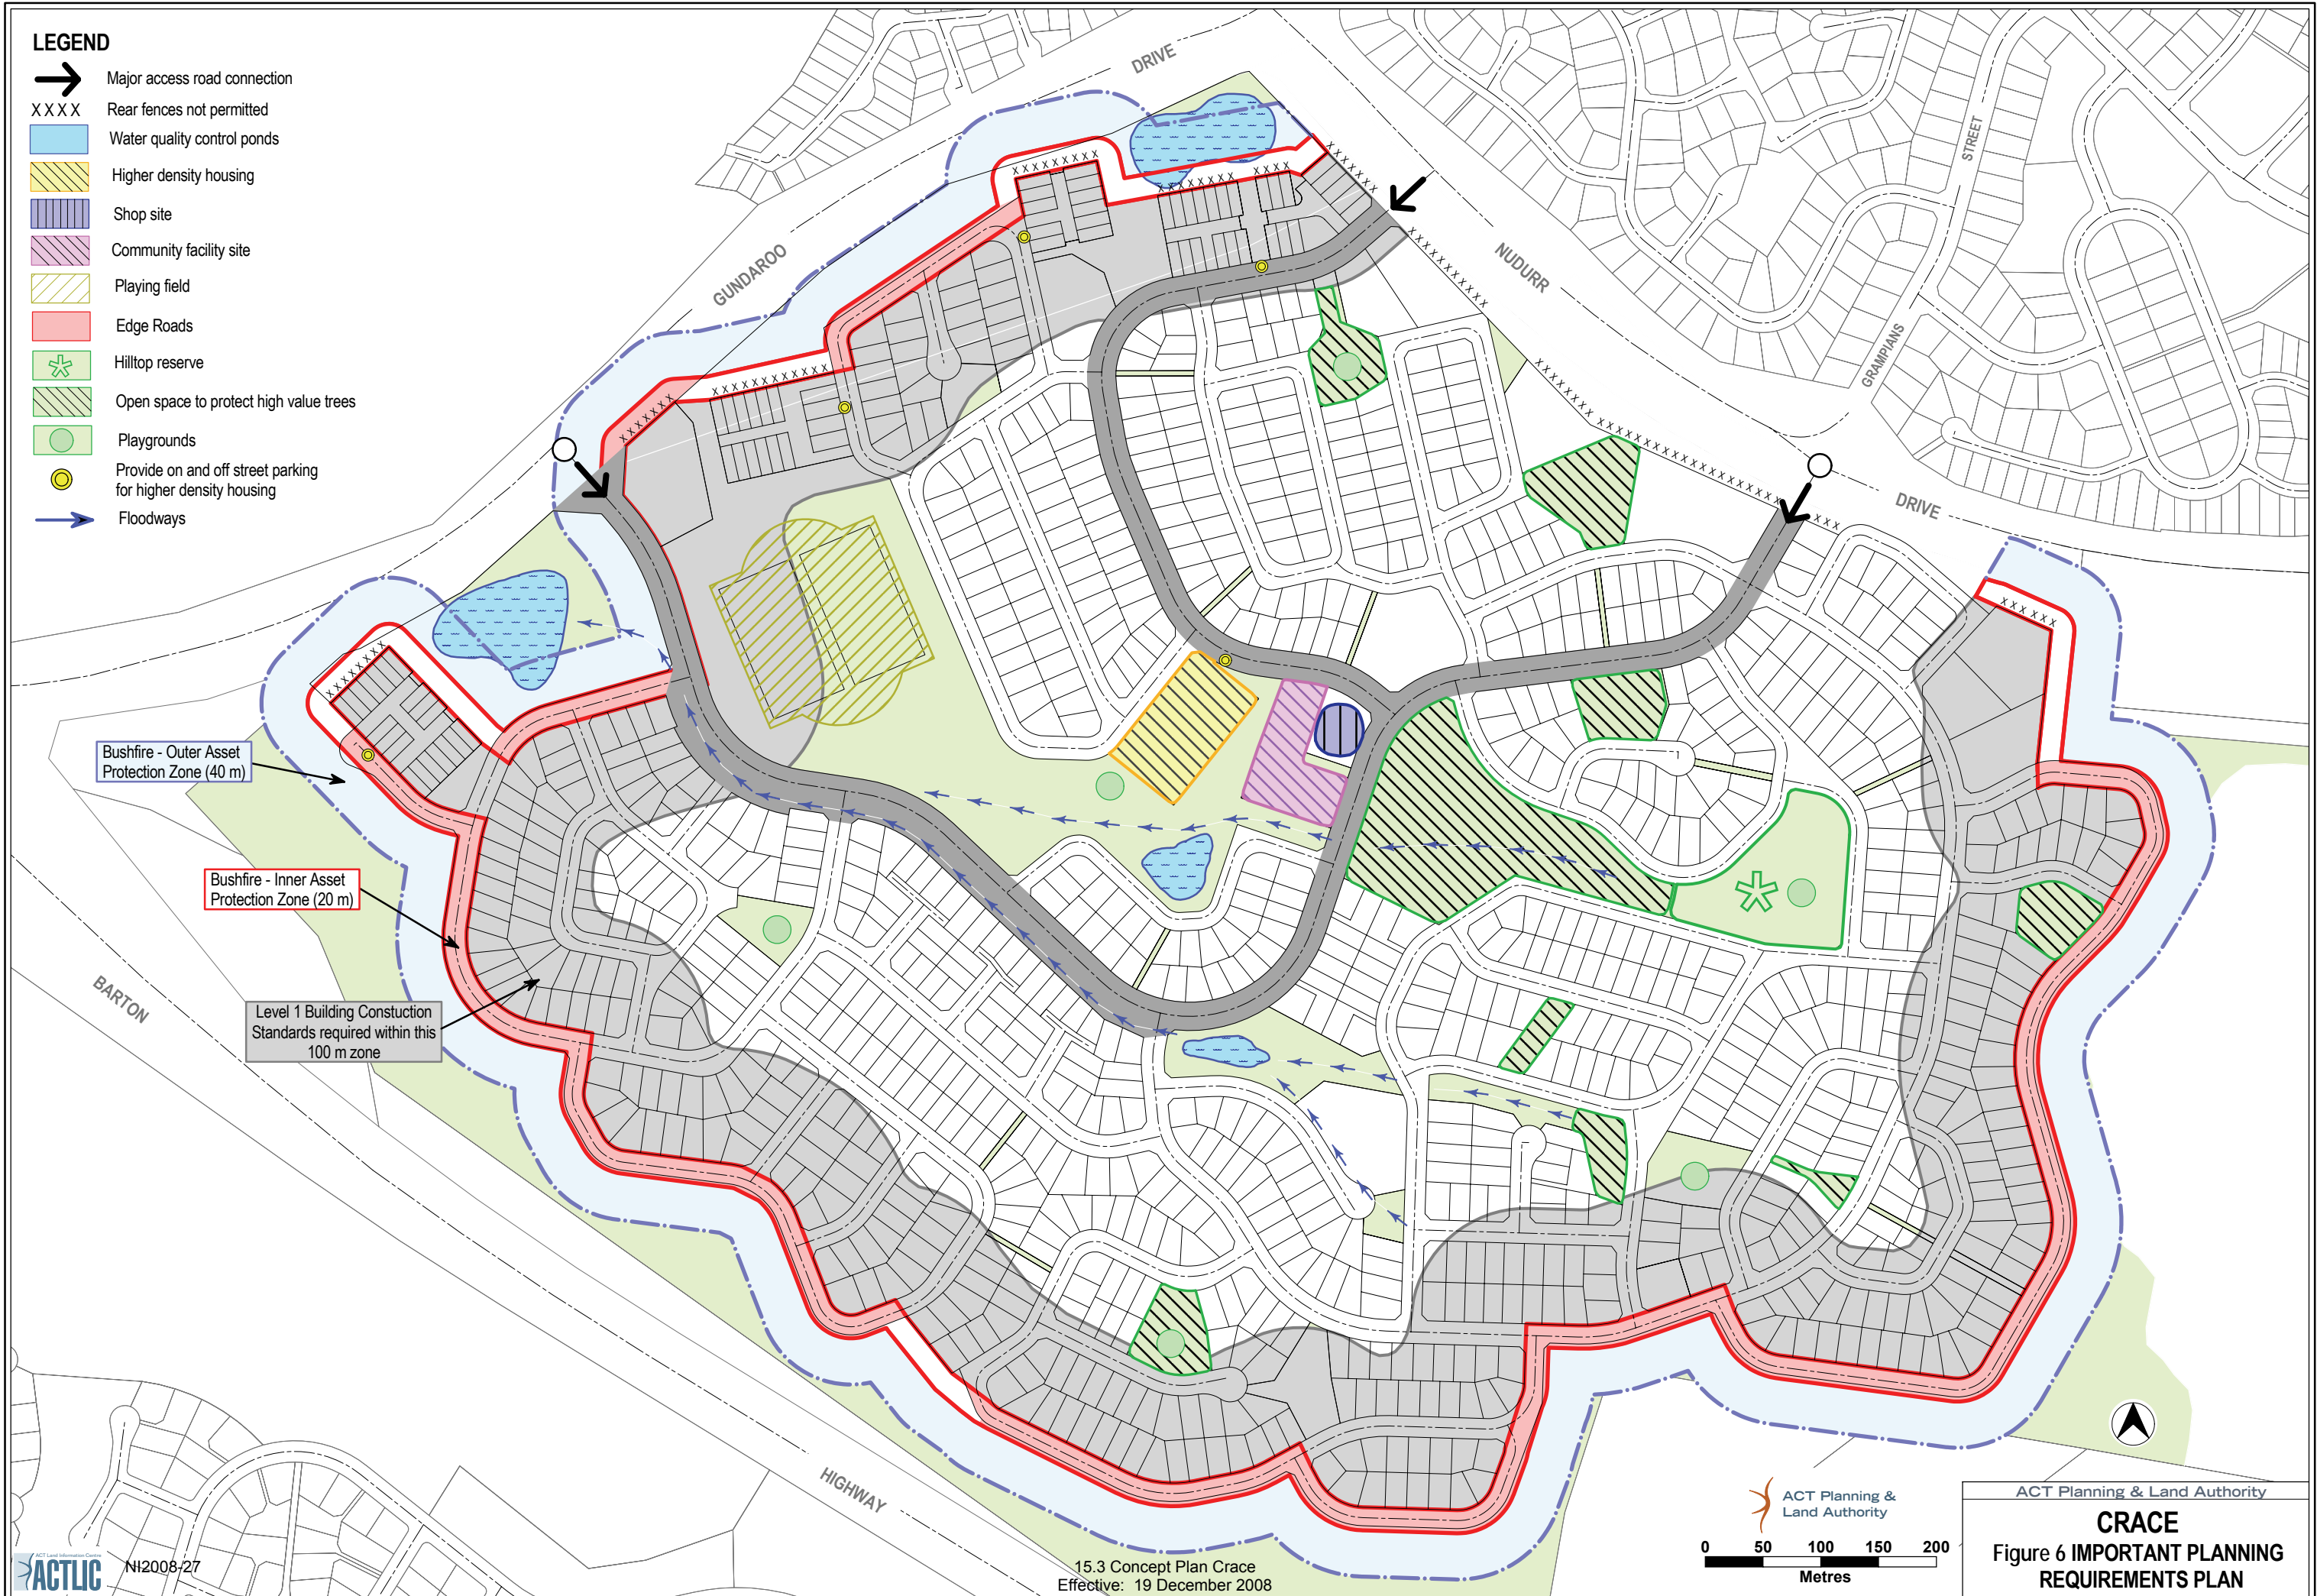 LEGEND
Major access road connection
X X X X Rear fences not permitted
Water quality control ponds
Higher density housing
Shop site
Community facility site
Playing field
Edge Roads
Hilltop reserve
Open space to protect high value trees
Playgrounds
Provide on and off street parking
for higher density housing
Floodways
DRIVE
GUNDAROO
NUDURR
STREET
GRAMPIANS
DRIVE
Bushfire - Outer Asset
Protection Zone (40 m)
Bushfire - Inner Asset
Protection Zone (20 m)
Level 1 Building Constuction
Standards required within this
100 m zone
BARTON
HIGHWAY
ACT Land Information Centre
ACTLIC
NI2008-27
15.3 Concept Plan Crace
Effective: 19 December 2008
ACT Planning &
Land Authority
0 50 100 150 200
Metres
ACT Planning & Land Authority
CRACE
Figure 6 IMPORTANT PLANNING
REQUIREMENTS PLAN